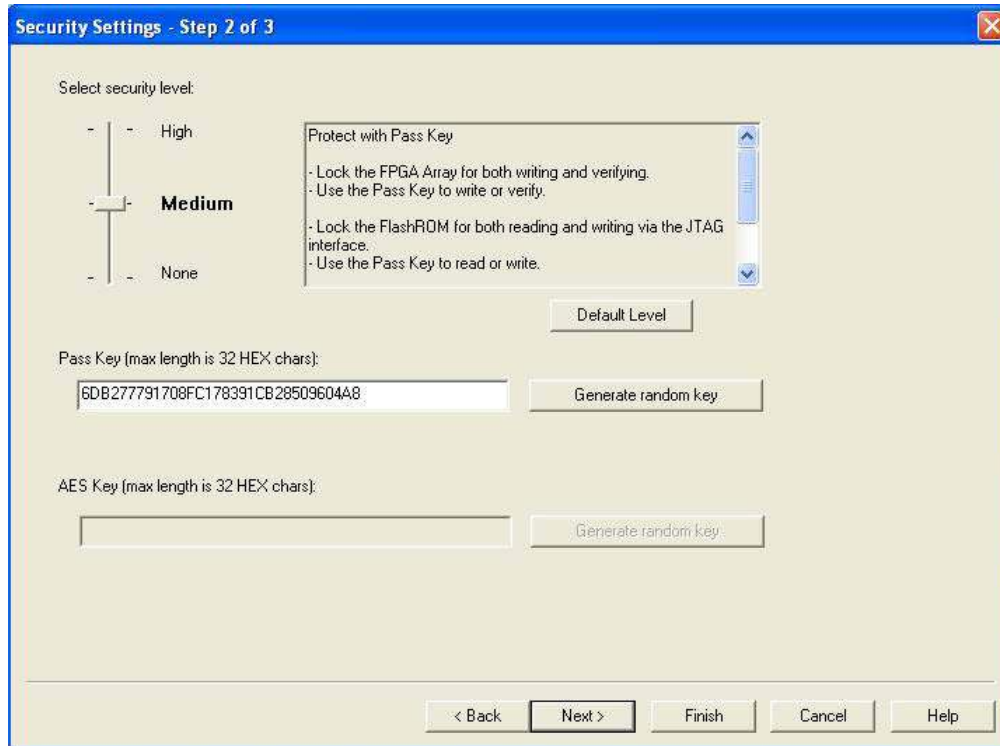 Security Settings - Step 2 of 3
Select security level:
High
Medium
None
Protect with Pass Key
- Lock the FPGA Array for both writing and verifying.
- Use the Pass Key to write or verify.
- Lock the FlashROM for both reading and writing via the JTAG
interface.
- Use the Pass Key to read or write.
Default Level
Pass Key (max length is 32 HEX chars):
6DB277791708FC178391CB28509604A8
Generate random key
AES Key (max length is 32 HEX chars):
Generate random key
< Back
Next >
Finish
Cancel
Help